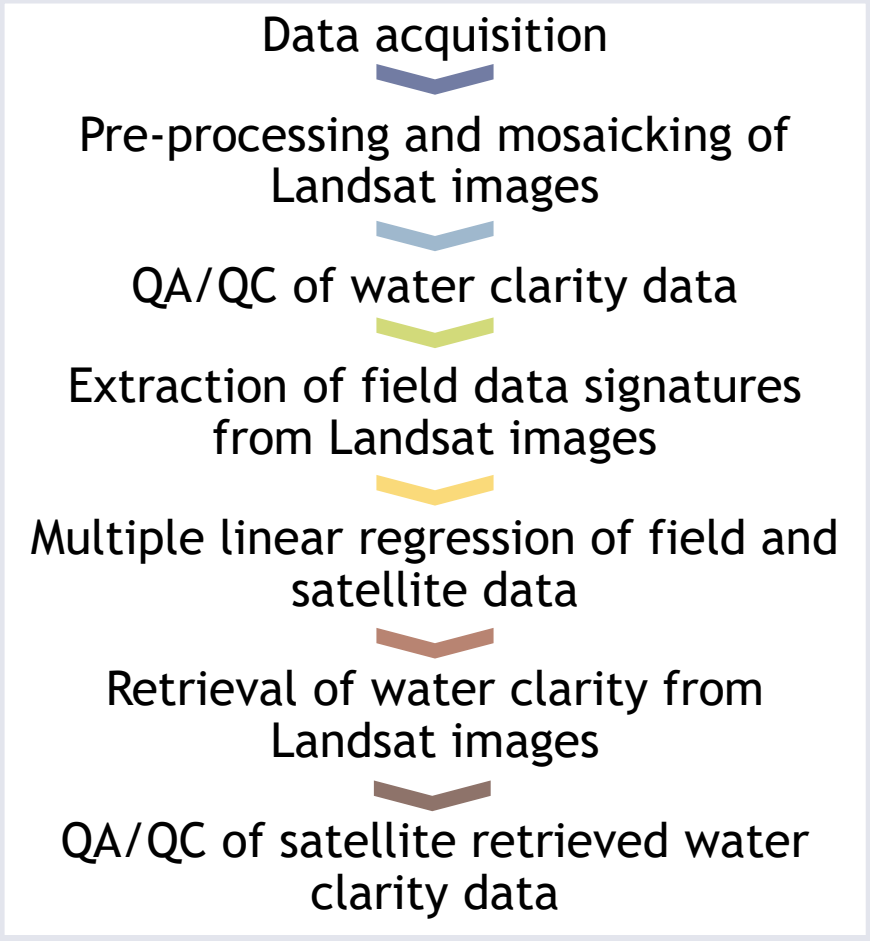 Data acquisition
Pre-processing and mosaicking of
Landsat images
QA/QC of water clarity data
Extraction of field data signatures
from Landsat images
Multiple linear regression of field and
satellite data
Retrieval of water clarity from
Landsat images
QA/QC of satellite retrieved water
clarity data